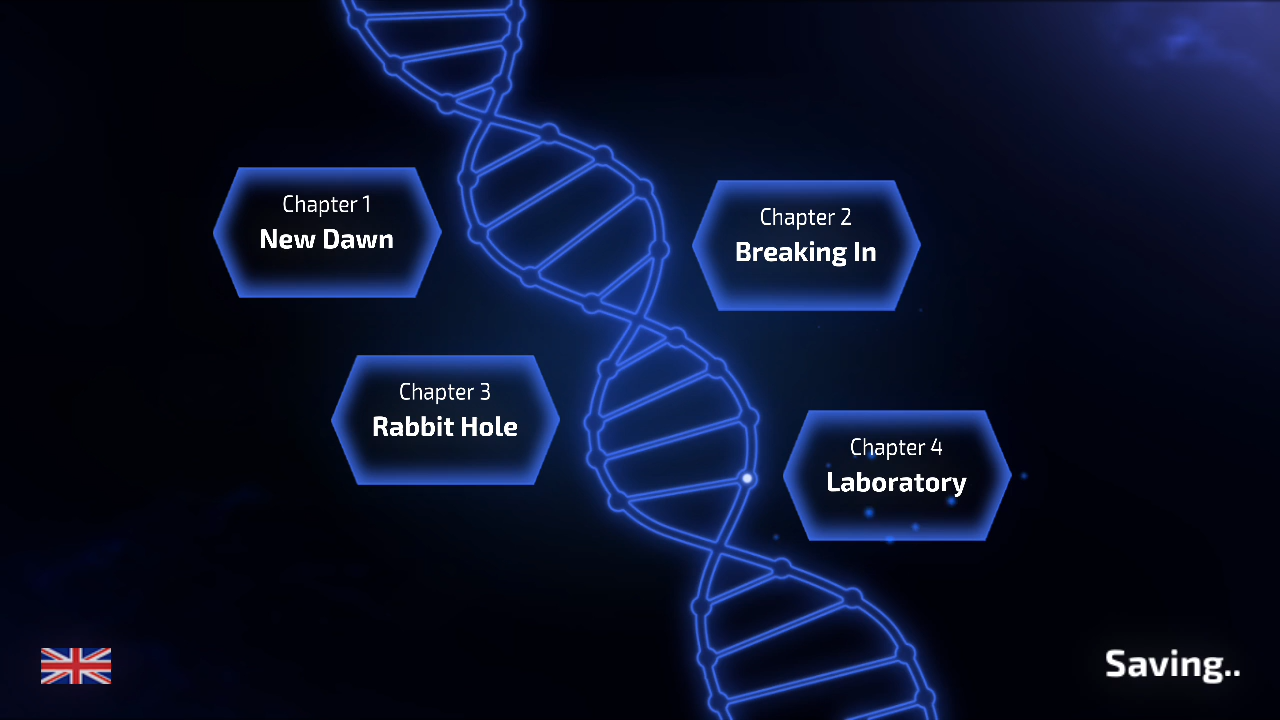 Chapter 1
New Dawn
Chapter 2
Breaking In
Chapter 3
Rabbit Hole
Chapter 4
Laboratory
Saving..